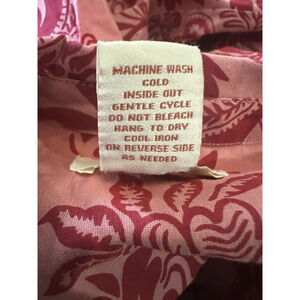 MACHINE WASH
COLD
INSIDE OUT
GENTLE CYCLE
DO NOT BLEACH
HANG TO DRY
COOL IRON
ON REVERSE SIDE
AS NEEDED